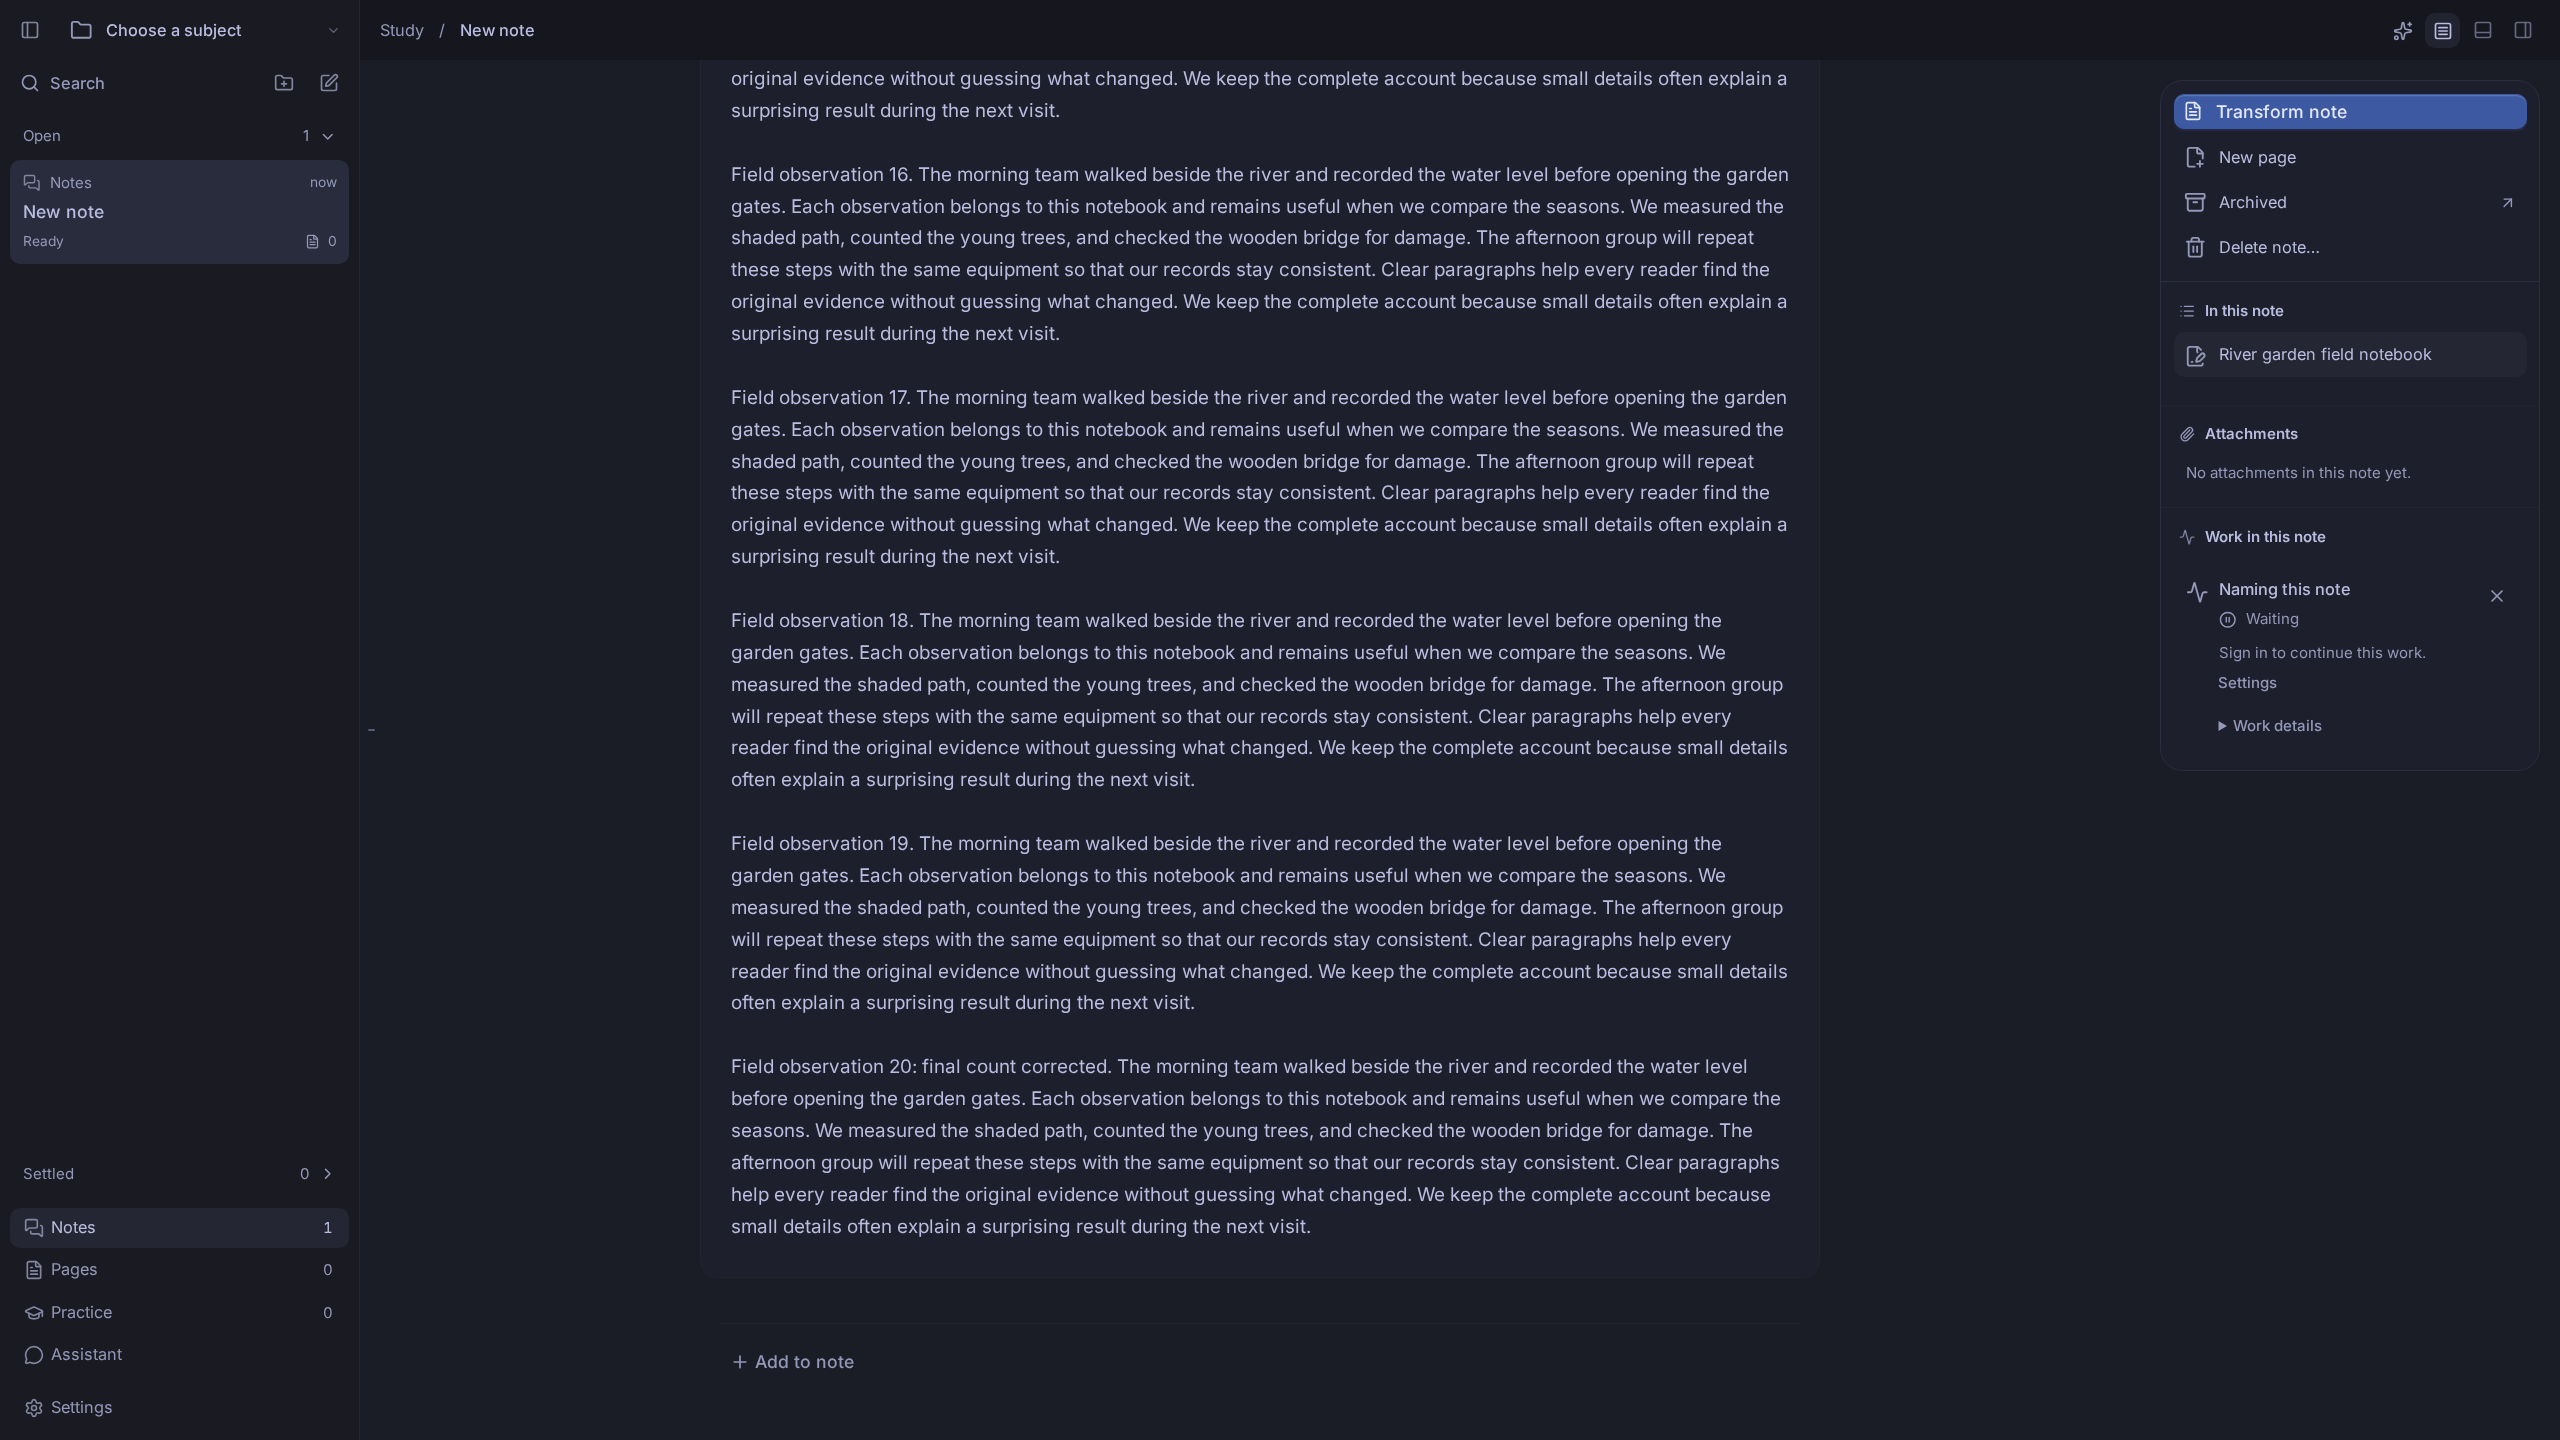 Choose a subject
Search
Open 1
Notes now
New note
Ready 0
Settled 0
Notes 1
Pages 0
Practice 0
Assistant
Settings
Study / New note
original evidence without guessing what changed. We keep the complete account because small details often explain a
surprising result during the next visit.
Field observation 16. The morning team walked beside the river and recorded the water level before opening the garden
gates. Each observation belongs to this notebook and remains useful when we compare the seasons. We measured the
shaded path, counted the young trees, and checked the wooden bridge for damage. The afternoon group will repeat
these steps with the same equipment so that our records stay consistent. Clear paragraphs help every reader find the
original evidence without guessing what changed. We keep the complete account because small details often explain a
surprising result during the next visit.
Field observation 17. The morning team walked beside the river and recorded the water level before opening the garden
gates. Each observation belongs to this notebook and remains useful when we compare the seasons. We measured the
shaded path, counted the young trees, and checked the wooden bridge for damage. The afternoon group will repeat
these steps with the same equipment so that our records stay consistent. Clear paragraphs help every reader find the
original evidence without guessing what changed. We keep the complete account because small details often explain a
surprising result during the next visit.
Field observation 18. The morning team walked beside the river and recorded the water level before opening the
garden gates. Each observation belongs to this notebook and remains useful when we compare the seasons. We
measured the shaded path, counted the young trees, and checked the wooden bridge for damage. The afternoon group
will repeat these steps with the same equipment so that our records stay consistent. Clear paragraphs help every
reader find the original evidence without guessing what changed. We keep the complete account because small details
often explain a surprising result during the next visit.
Field observation 19. The morning team walked beside the river and recorded the water level before opening the
garden gates. Each observation belongs to this notebook and remains useful when we compare the seasons. We
measured the shaded path, counted the young trees, and checked the wooden bridge for damage. The afternoon group
will repeat these steps with the same equipment so that our records stay consistent. Clear paragraphs help every
reader find the original evidence without guessing what changed. We keep the complete account because small details
often explain a surprising result during the next visit.
Field observation 20: final count corrected. The morning team walked beside the river and recorded the water level
before opening the garden gates. Each observation belongs to this notebook and remains useful when we compare the
seasons. We measured the shaded path, counted the young trees, and checked the wooden bridge for damage. The
afternoon group will repeat these steps with the same equipment so that our records stay consistent. Clear paragraphs
help every reader find the original evidence without guessing what changed. We keep the complete account because
small details often explain a surprising result during the next visit.
Add to note
Transform note
New page
Archived
Delete note...
In this note
River garden field notebook
Attachments
No attachments in this note yet.
Work in this note
Naming this note
Waiting
Sign in to continue this work.
Settings
Work details